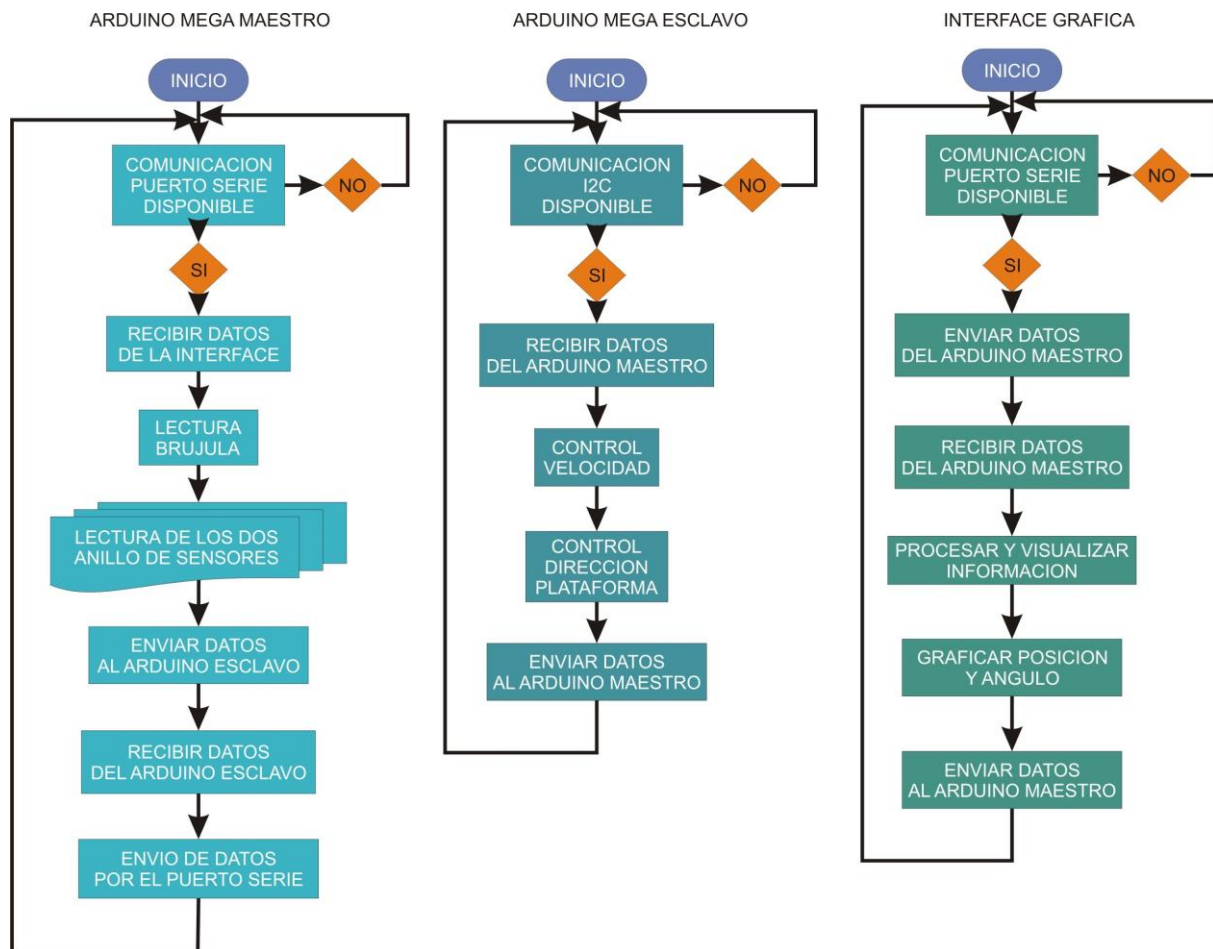 ARDUINO MEGA MAESTRO
INICIO
COMUNICACION
PUERTO SERIE
DISPONIBLE
NO
SI
RECIBIR DATOS
DE LA INTERFACE
LECTURA
BRUJULA
LECTURA DE LOS DOS
ANILLO DE SENSORES
ENVIAR DATOS
AL ARDUINO ESCLAVO
RECIBIR DATOS
DEL ARDUINO ESCLAVO
ENVIO DE DATOS
POR EL PUERTO SERIE
ARDUINO MEGA ESCLAVO
INICIO
COMUNICACION
I2C
DISPONIBLE
NO
SI
RECIBIR DATOS
DEL ARDUINO MAESTRO
CONTROL
VELOCIDAD
CONTROL
DIRECCION
PLATAFORMA
ENVIAR DATOS
AL ARDUINO MAESTRO
INTERFACE GRAFICA
INICIO
COMUNICACION
PUERTO SERIE
DISPONIBLE
NO
SI
ENVIAR DATOS
DEL ARDUINO MAESTRO
RECIBIR DATOS
DEL ARDUINO MAESTRO
PROCESAR Y VISUALIZAR
INFORMACION
GRAFICAR POSICION
Y ANGULO
ENVIAR DATOS
AL ARDUINO MAESTRO